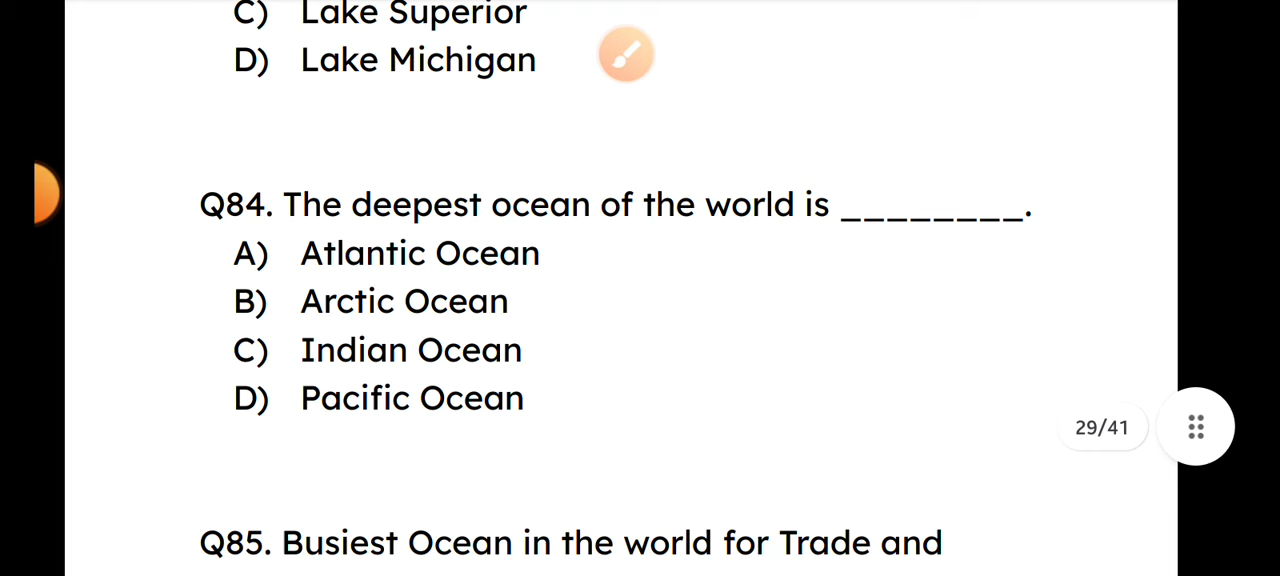 C) Lake Superior
D) Lake Michigan
Q84. The deepest ocean of the world is ________.
A) Atlantic Ocean
B) Arctic Ocean
C) Indian Ocean
D) Pacific Ocean
29/41
Q85. Busiest Ocean in the world for Trade and